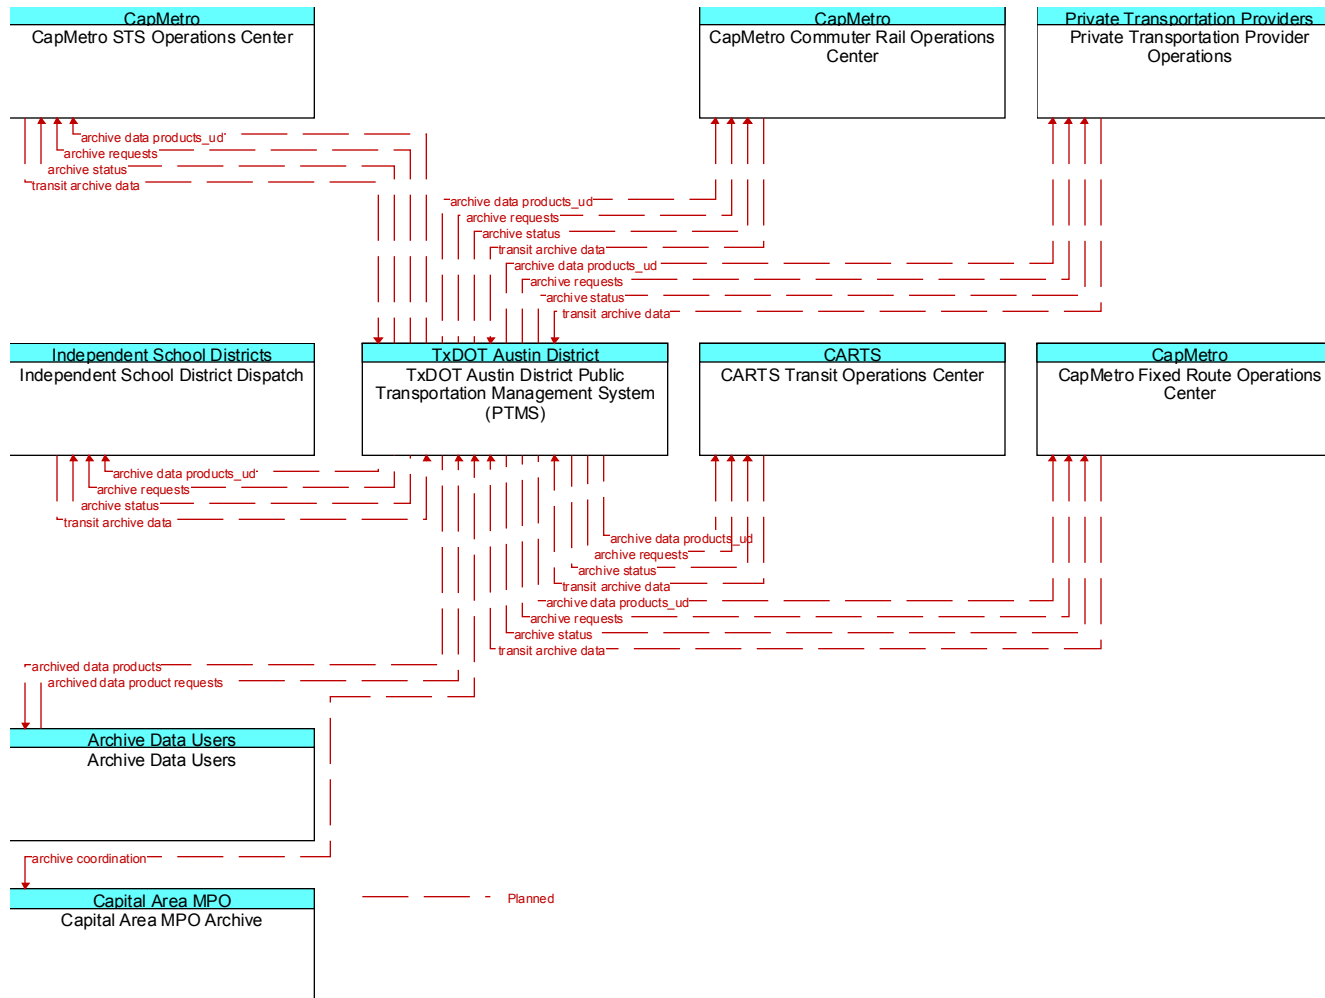 CapMetro
CapMetro STS Operations Center
CapMetro
CapMetro Commuter Rail Operations
Center
Private Transportation Providers
Private Transportation Provider
Operations
archive data products_ud
archive requests
archive status
transit archive data
archive data products_ud
archive requests
archive status
transit archive data
archive data products_ud
archive requests
archive status
transit archive data
Independent School Districts
Independent School District Dispatch
TxDOT Austin District
TxDOT Austin District Public
Transportation Management System
(PTMS)
CARTS
CARTS Transit Operations Center
CapMetro
CapMetro Fixed Route Operations
Center
archive data products_ud
archive requests
archive status
transit archive data
archive data products_ud
archive requests
archive status
transit archive data
archive data products_ud
archive requests
archive status
transit archive data
archived data products
archived data product requests
Archive Data Users
Archive Data Users
archive coordination
Capital Area MPO
Capital Area MPO Archive
Planned